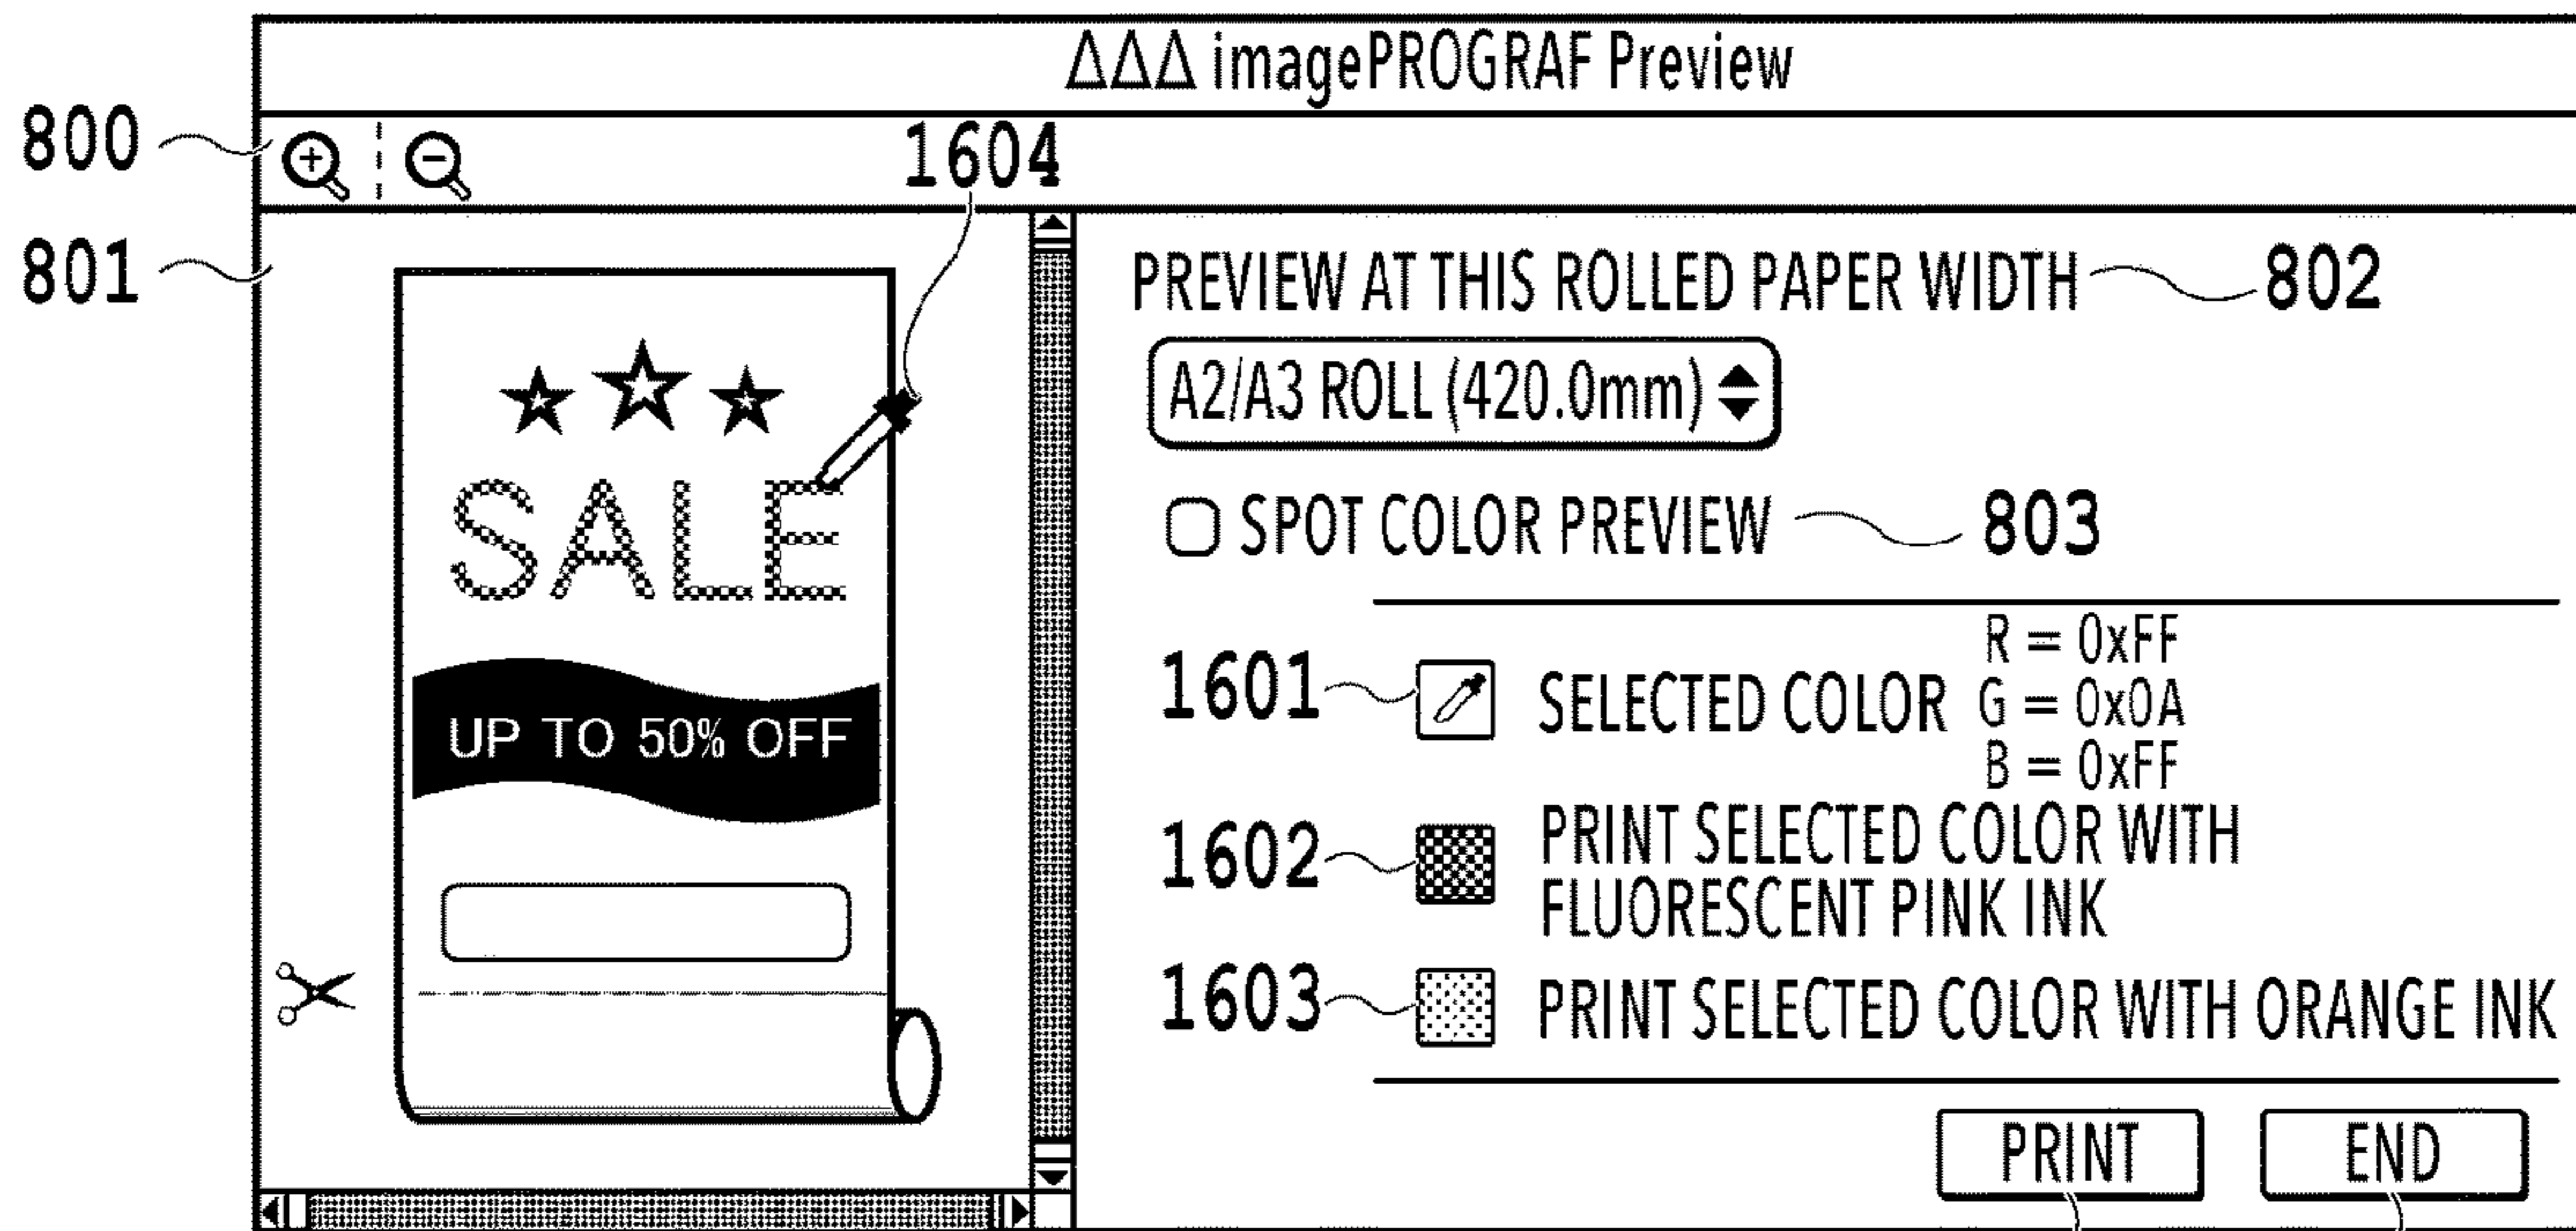 ΔΔΔ imagePROGRAF Preview
800
1604
801
PREVIEW AT THIS ROLLED PAPER WIDTH 802
A2/A3 ROLL (420.0mm)
SALE
SPOT COLOR PREVIEW 803
R = 0xFF
1601 SELECTED COLOR G = 0x0A
B = 0xFF
UP TO 50% OFF
1602 PRINT SELECTED COLOR WITH
FLUORESCENT PINK INK
1603 PRINT SELECTED COLOR WITH ORANGE INK
PRINT END